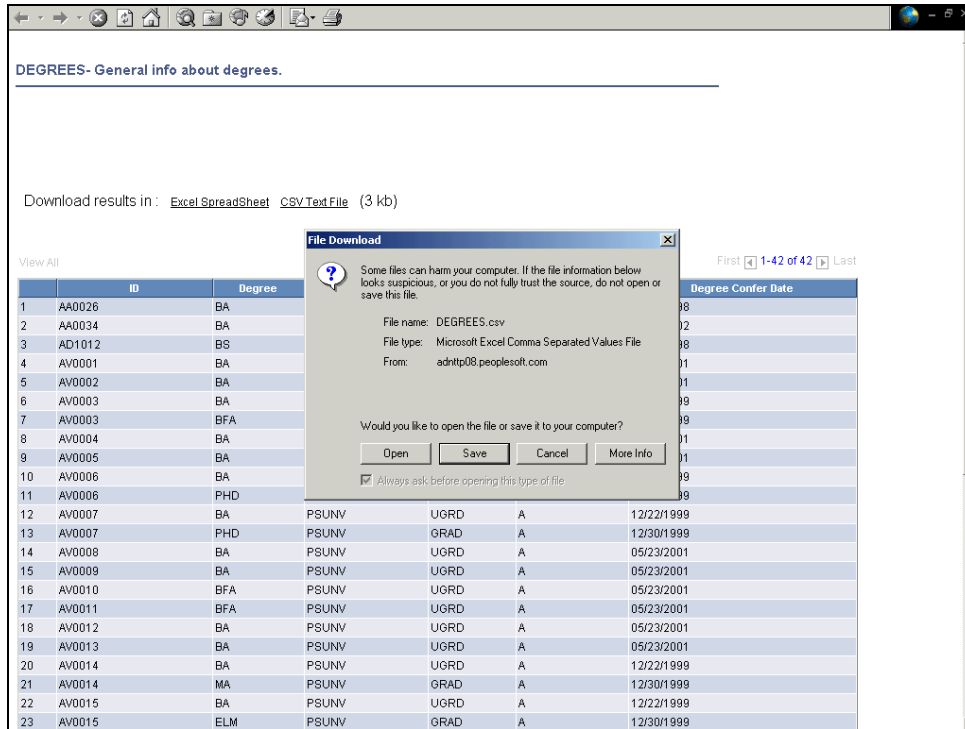 DEGREES- General info about degrees.
Download results in : Excel SpreadSheet CSV Text File (3 kb)
View All First 1-42 of 42 Last
ID Degree Degree Confer Date
1 AA0026 BA 98
2 AA0034 BA 02
3 AD1012 BS 98
4 AV0001 BA 01
5 AV0002 BA 01
6 AV0003 BA 99
7 AV0003 BFA 99
8 AV0004 BA 01
9 AV0005 BA 01
10 AV0006 BA 99
11 AV0006 PHD 99
File Download
Some files can harm your computer. If the file information below
looks suspicious, or you do not fully trust the source, do not open or
save this file.
File name: DEGREES.csv
File type: Microsoft Excel Comma Separated Values File
From: adnttp08.peoplesoft.com
Would you like to open the file or save it to your computer?
Open Save Cancel More Info
Always ask before opening this type of file
12 AV0007 BA PSUNV UGRD A 12/22/1999
13 AV0007 PHD PSUNV GRAD A 12/30/1999
14 AV0008 BA PSUNV UGRD A 05/23/2001
15 AV0009 BA PSUNV UGRD A 05/23/2001
16 AV0010 BFA PSUNV UGRD A 05/23/2001
17 AV0011 BFA PSUNV UGRD A 05/23/2001
18 AV0012 BA PSUNV UGRD A 05/23/2001
19 AV0013 BA PSUNV UGRD A 05/23/2001
20 AV0014 BA PSUNV UGRD A 12/22/1999
21 AV0014 MA PSUNV GRAD A 12/30/1999
22 AV0015 BA PSUNV UGRD A 12/22/1999
23 AV0015 ELM PSUNV GRAD A 12/30/1999